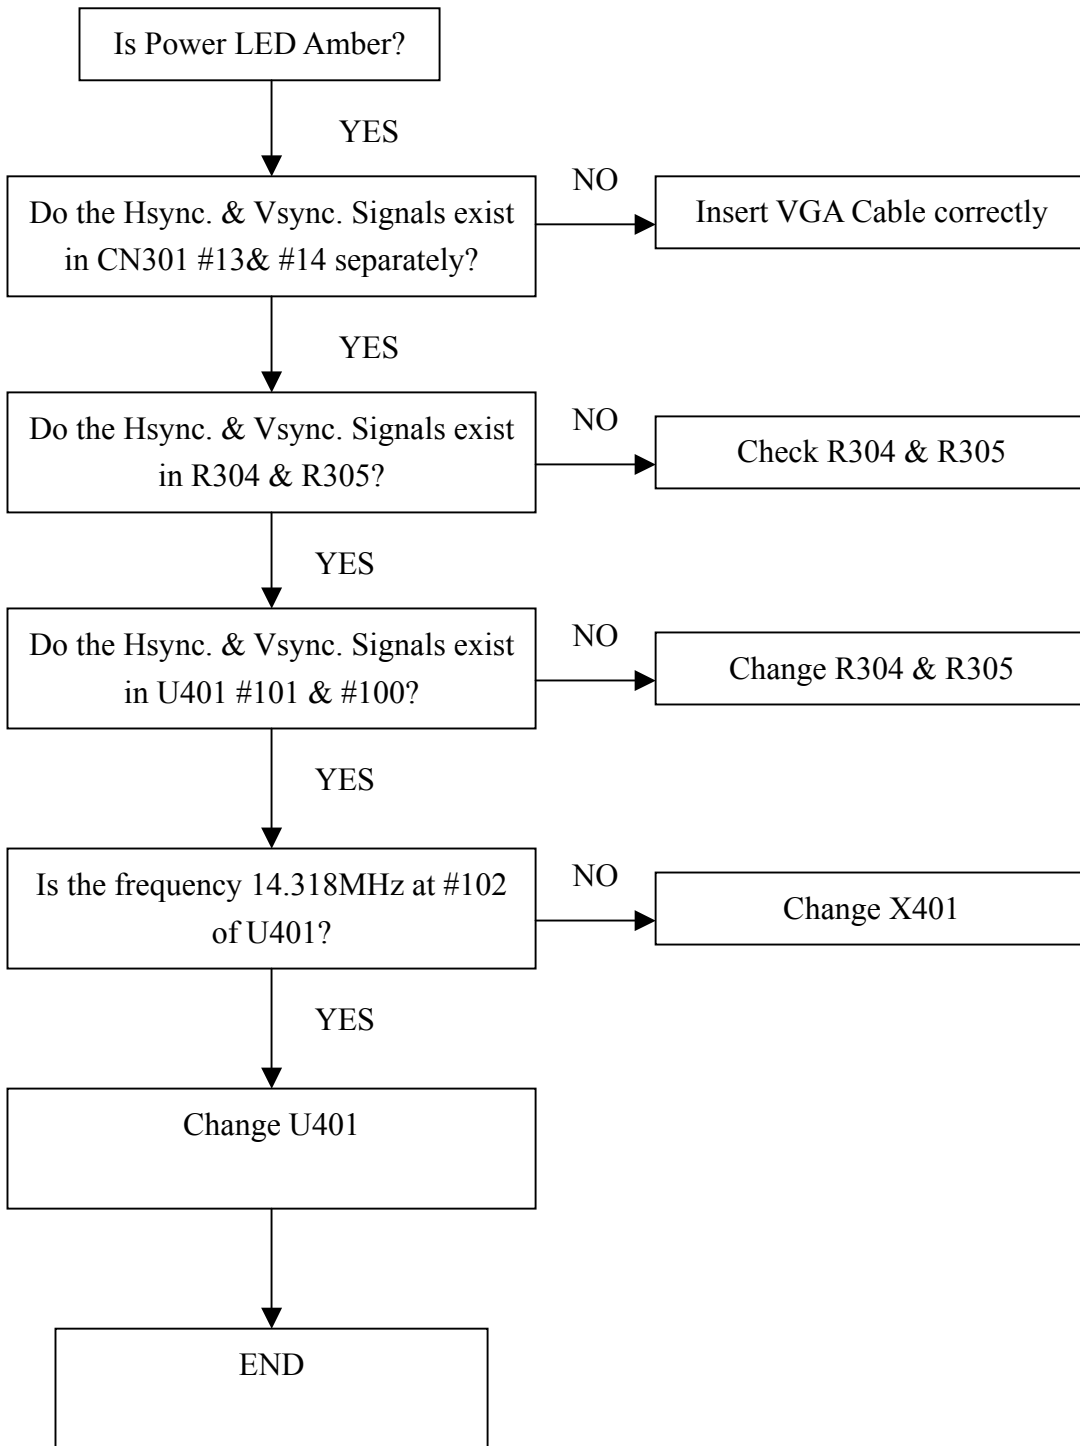 Is Power LED Amber?
YES
Do the Hsync. & Vsync. Signals exist
in CN301 #13& #14 separately?
NO
Insert VGA Cable correctly
YES
Do the Hsync. & Vsync. Signals exist
in R304 & R305?
NO
Check R304 & R305
YES
Do the Hsync. & Vsync. Signals exist
in U401 #101 & #100?
NO
Change R304 & R305
YES
Is the frequency 14.318MHz at #102
of U401?
NO
Change X401
YES
Change U401
END